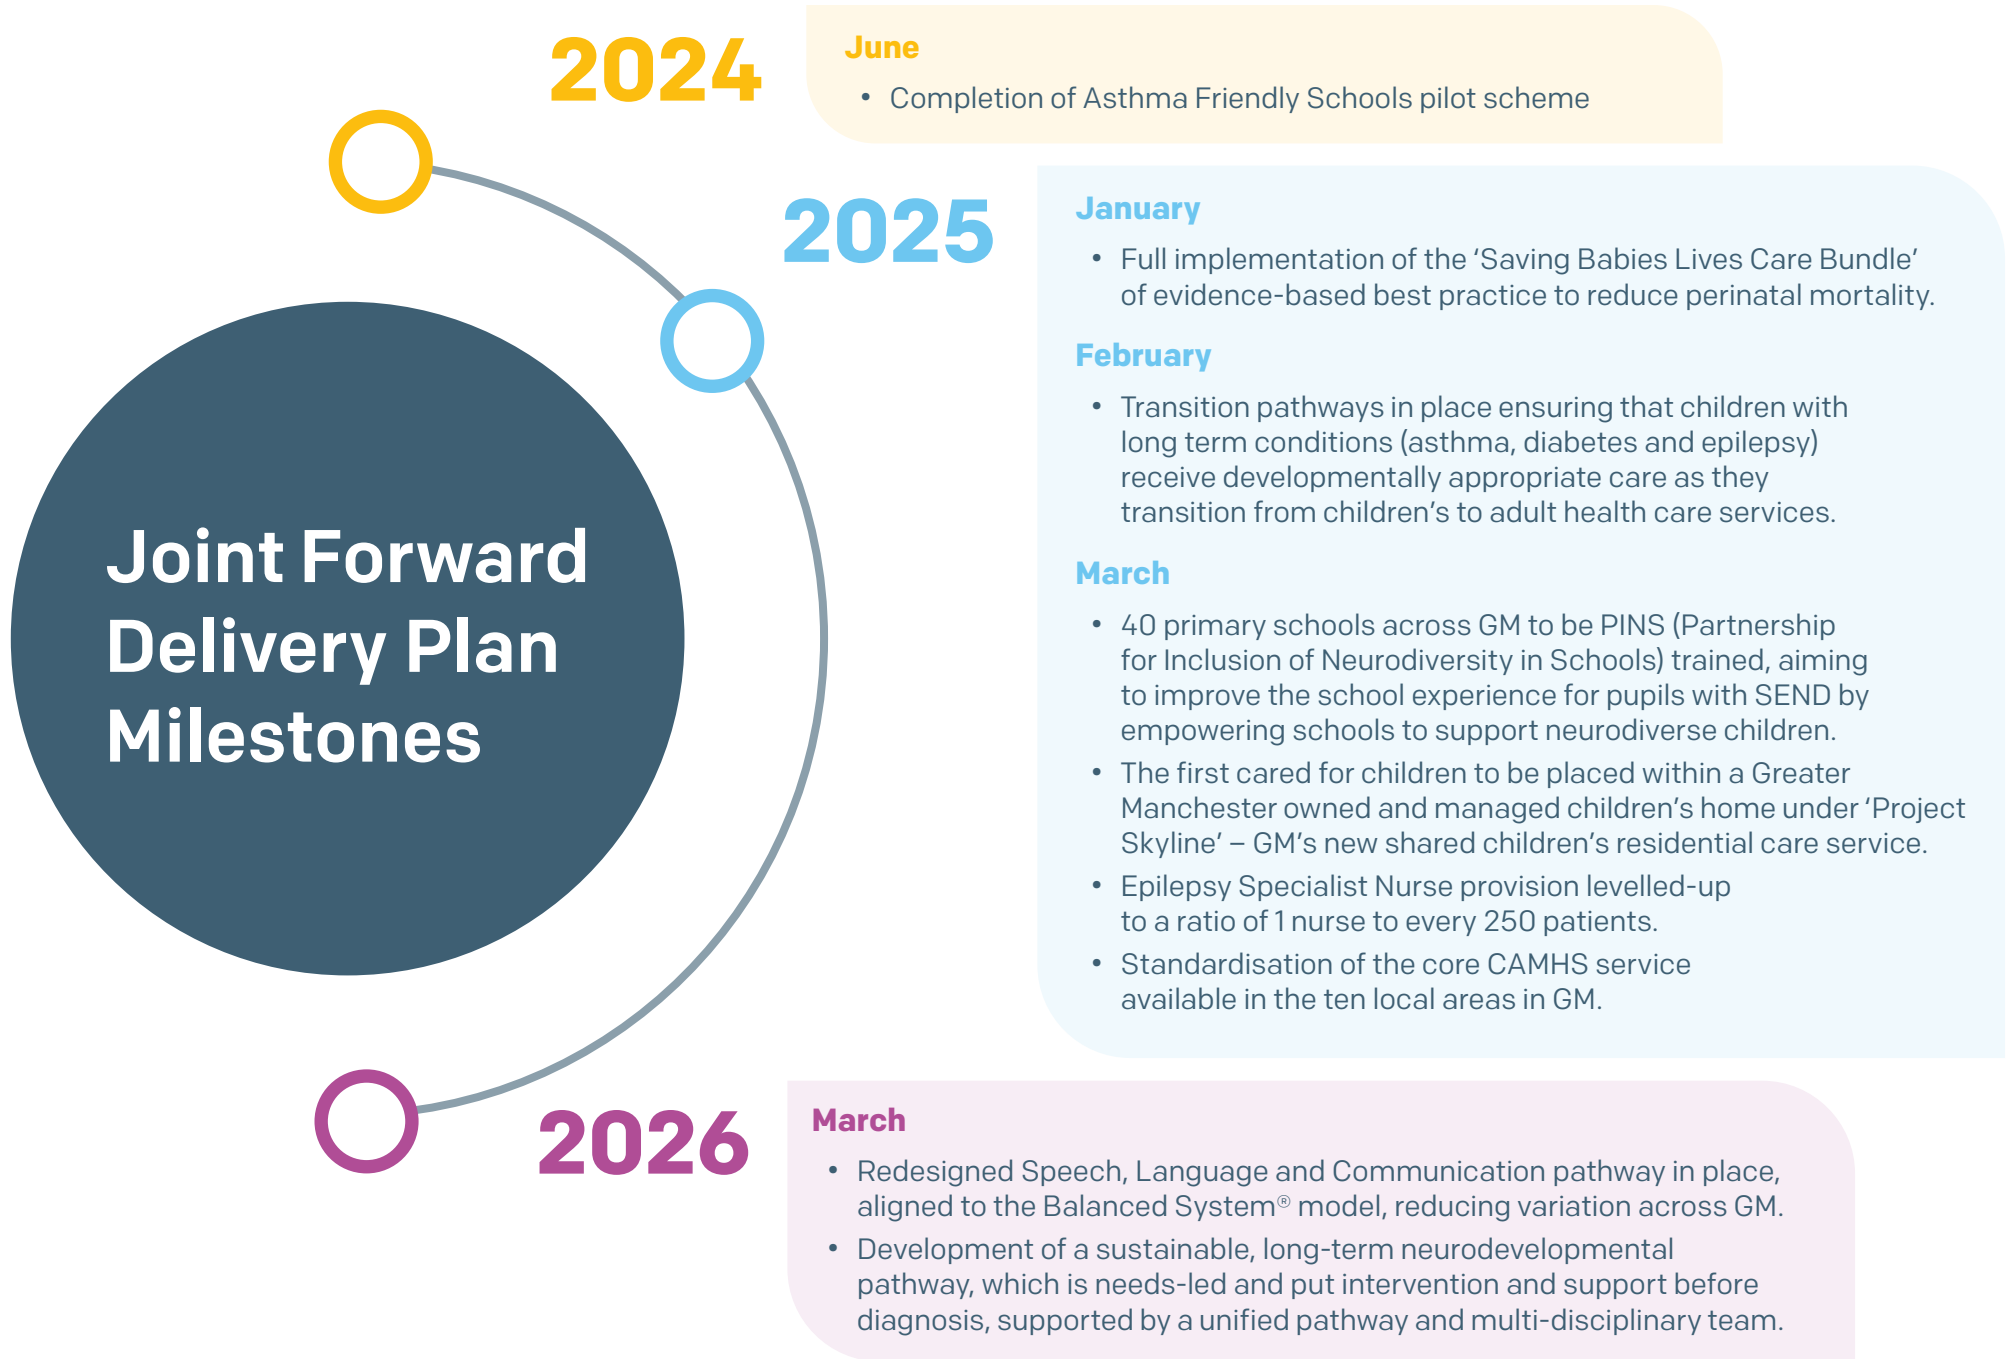 2024
June
• Completion of Asthma Friendly Schools pilot scheme
2025
January
• Full implementation of the ‘Saving Babies Lives Care Bundle’
of evidence-based best practice to reduce perinatal mortality.
February
• Transition pathways in place ensuring that children with
long term conditions (asthma, diabetes and epilepsy)
receive developmentally appropriate care as they
transition from children’s to adult health care services.
March
• 40 primary schools across GM to be PINS (Partnership
for Inclusion of Neurodiversity in Schools) trained, aiming
to improve the school experience for pupils with SEND by
empowering schools to support neurodiverse children.
• The first cared for children to be placed within a Greater
Manchester owned and managed children’s home under ‘Project
Skyline’ – GM’s new shared children’s residential care service.
• Epilepsy Specialist Nurse provision levelled-up
to a ratio of 1 nurse to every 250 patients.
• Standardisation of the core CAMHS service
available in the ten local areas in GM.
Joint Forward
Delivery Plan
Milestones
2026
March
• Redesigned Speech, Language and Communication pathway in place,
aligned to the Balanced System® model, reducing variation across GM.
• Development of a sustainable, long-term neurodevelopmental
pathway, which is needs-led and put intervention and support before
diagnosis, supported by a unified pathway and multi-disciplinary team.